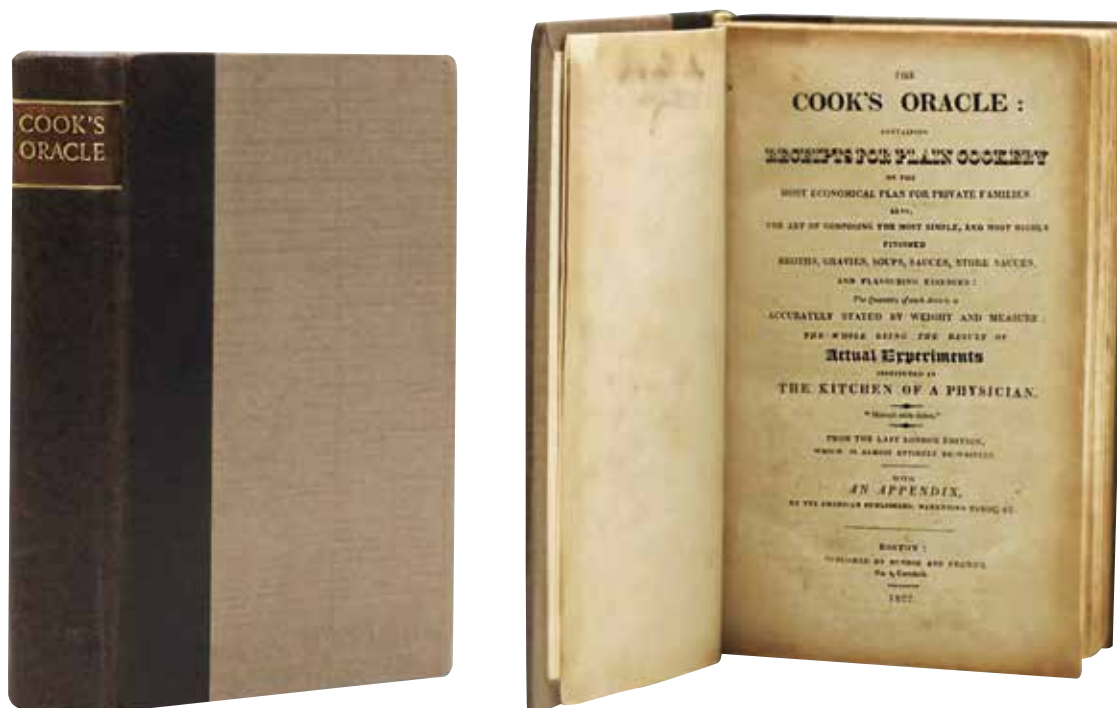 COOK'S
ORACLE
THE
COOK'S ORACLE:
CONTAINING
RECEIPTS FOR PLAIN COOKERY
ON THE
MOST ECONOMICAL PLAN FOR PRIVATE FAMILIES
ALSO,
THE ART OF COMPOSING THE MOST SIMPLE, AND MOST HIGHLY
FINISHED
BROTHS, GRAVIES, SOUPS, SAUCES, STORE SAUCES,
AND FLAVOURING ESSENCES:
The Quantity of each Article is
ACCURATELY STATED BY WEIGHT AND MEASURE:
THE WHOLE BEING THE RESULT OF
Actual Experiments
INSTITUTED IN
THE KITCHEN OF A PHYSICIAN.
FROM THE LAST LONDON EDITION,
WHICH IS ALMOST ENTIRELY RE-WRITTEN.
WITH
AN APPENDIX,
BY THE AMERICAN PUBLISHERS,
BOSTON:
PUBLISHED BY MUNROE AND FRANCIS,
No. 4, Cornhill.
1822.